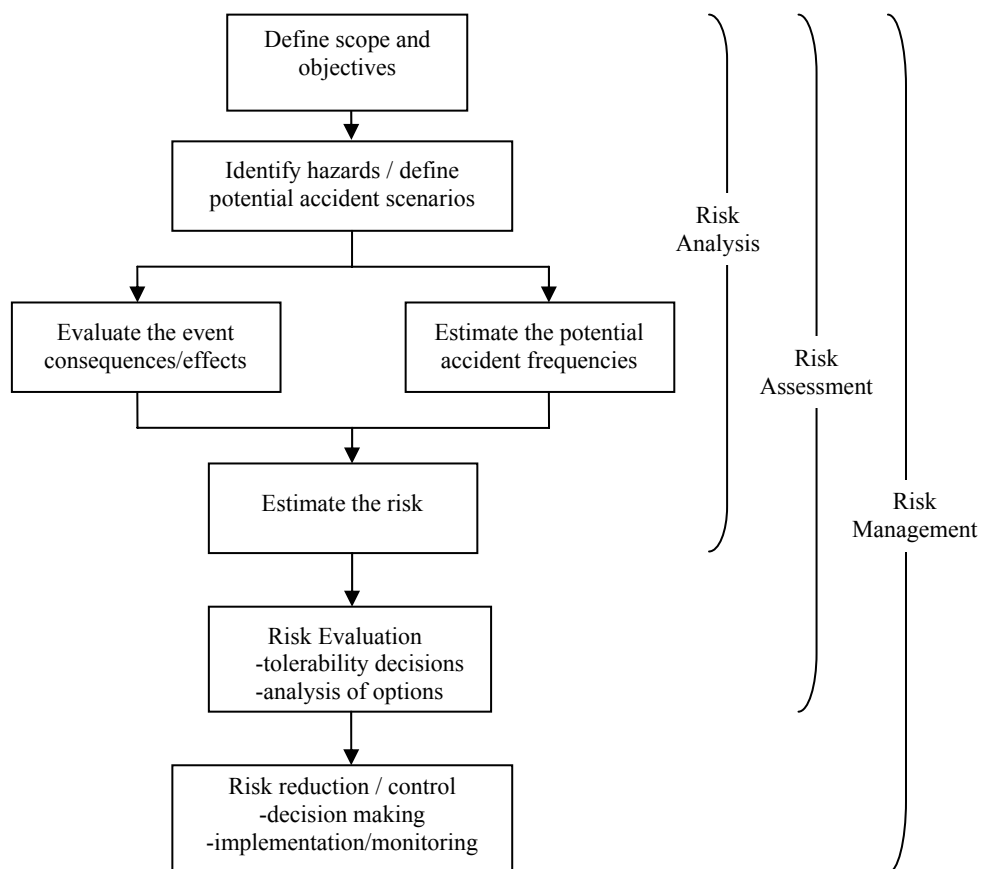 Define scope and
objectives
Identify hazards / define
potential accident scenarios
Risk
Analysis
Evaluate the event
consequences/effects
Estimate the potential
accident frequencies
Risk
Assessment
Estimate the risk
Risk
Management
Risk Evaluation
-tolerability decisions
-analysis of options
Risk reduction / control
-decision making
-implementation/monitoring